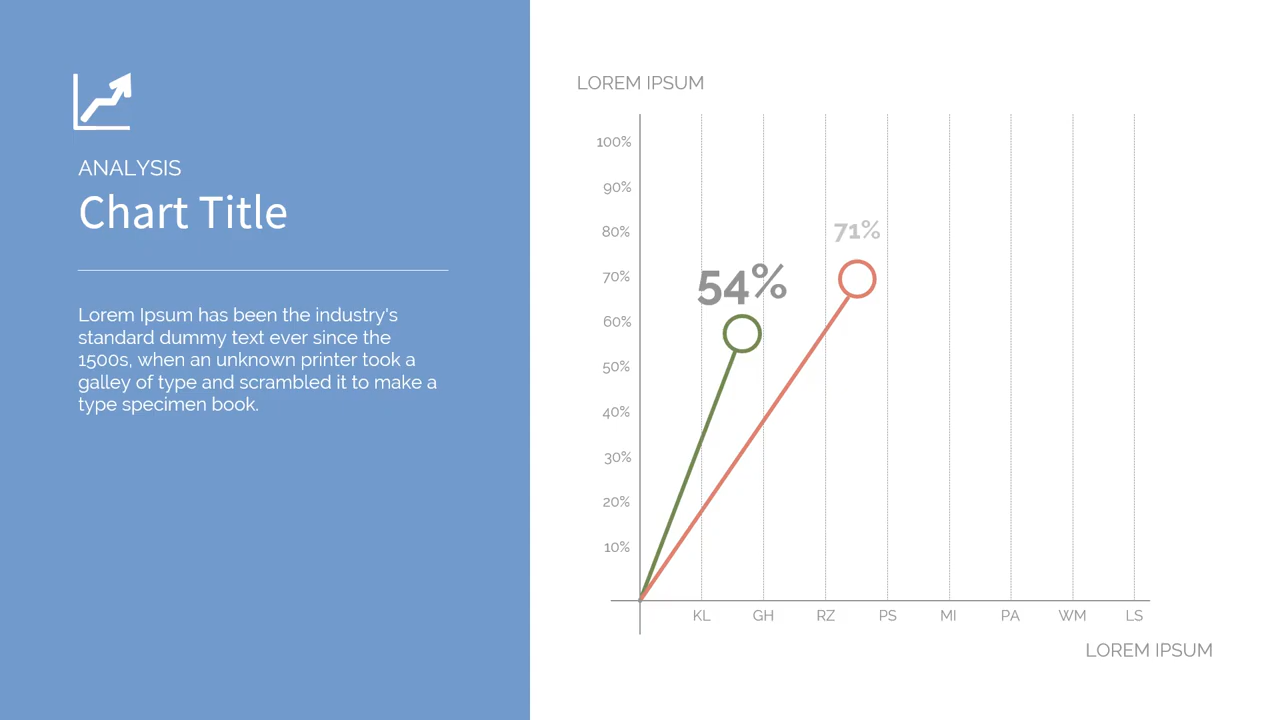 ANALYSIS
Chart Title
Lorem Ipsum has been the industry's
standard dummy text ever since the
1500s, when an unknown printer took a
galley of type and scrambled it to make a
type specimen book.
LOREM IPSUM
100%
90%
80%
70%
60%
50%
40%
30%
20%
10%
54%
71%
KL GH RZ PS MI PA WM LS
LOREM IPSUM